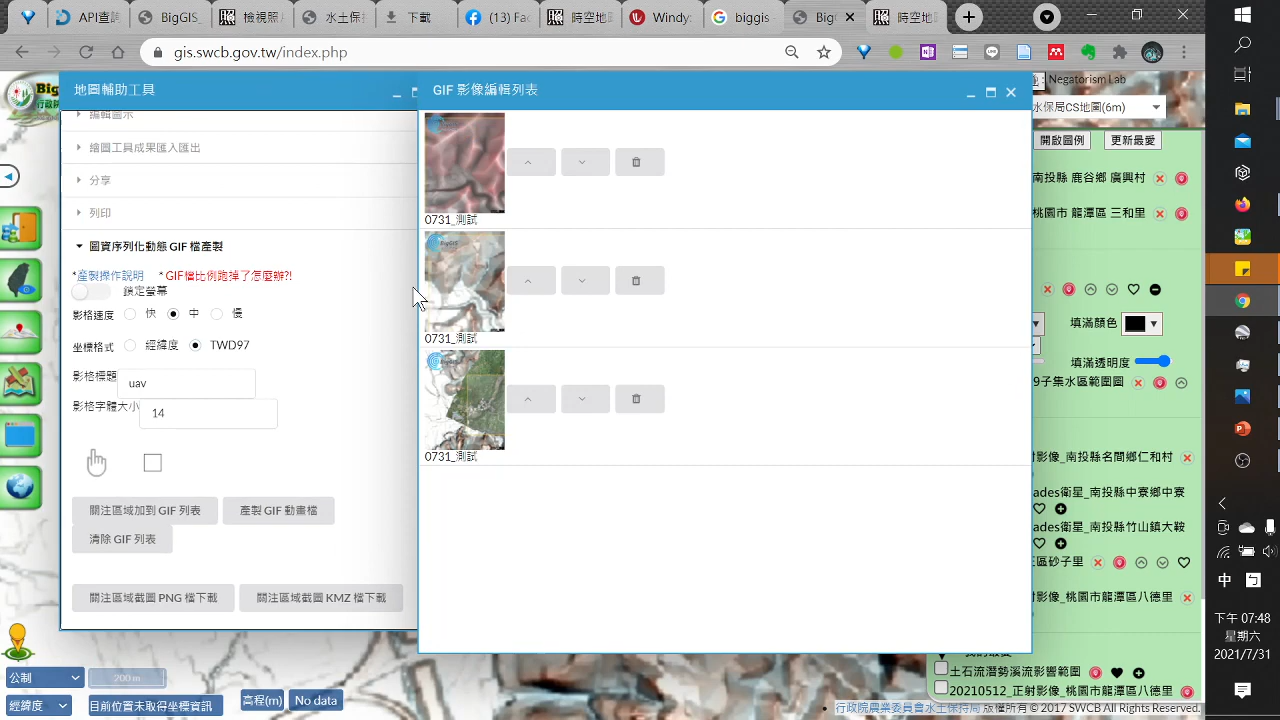 API查詢
BigGIS
檢視現
水土保
下載
(13) Fac
時空地
Windy:
biggis
Big
時空地
gis.swcb.gov.tw/index.php
Negatorism Lab
地圖輔助工具
GIF 影像編輯列表
水保局CS地圖(6m)
編輯圖示
繪圖工具成果匯入匯出
開啟圖例
更新最愛
分享
南投縣 鹿谷鄉 廣興村
列印
桃園市 龍潭區 三和里
0731_測試
圖資序列化動態 GIF 檔產製
*產製操作說明
*GIF檔比例跑掉了怎麼辦?!
鎖定螢幕
影格速度
快
中
慢
填滿顏色
0731_測試
坐標格式
經緯度
TWD97
填滿透明度
影格標題
uav
9子集水區範圍圖
影格字體大小
14
0731_測試
射影像_南投縣名間鄉仁和村
ades衛星_南投縣中寮鄉中寮
關注區域加到 GIF 列表
產製 GIF 動畫檔
ades衛星_南投縣竹山鎮大鞍
清除 GIF 列表
區砂子里
關注區域截圖 PNG 檔下載
關注區域截圖 KMZ 檔下載
射影像_桃園市龍潭區八德里
中
下午 07:48
星期六
2021/7/31
土石流潛勢溪流影響範圍
公制
200 m
20210512_正射影像_桃園市龍潭區八德里
經緯度
目前位置未取得坐標資訊
高程(m)
No data
行政院農業委員會水土保持局 版權所有 © 2017 SWCB All Rights Reserved.